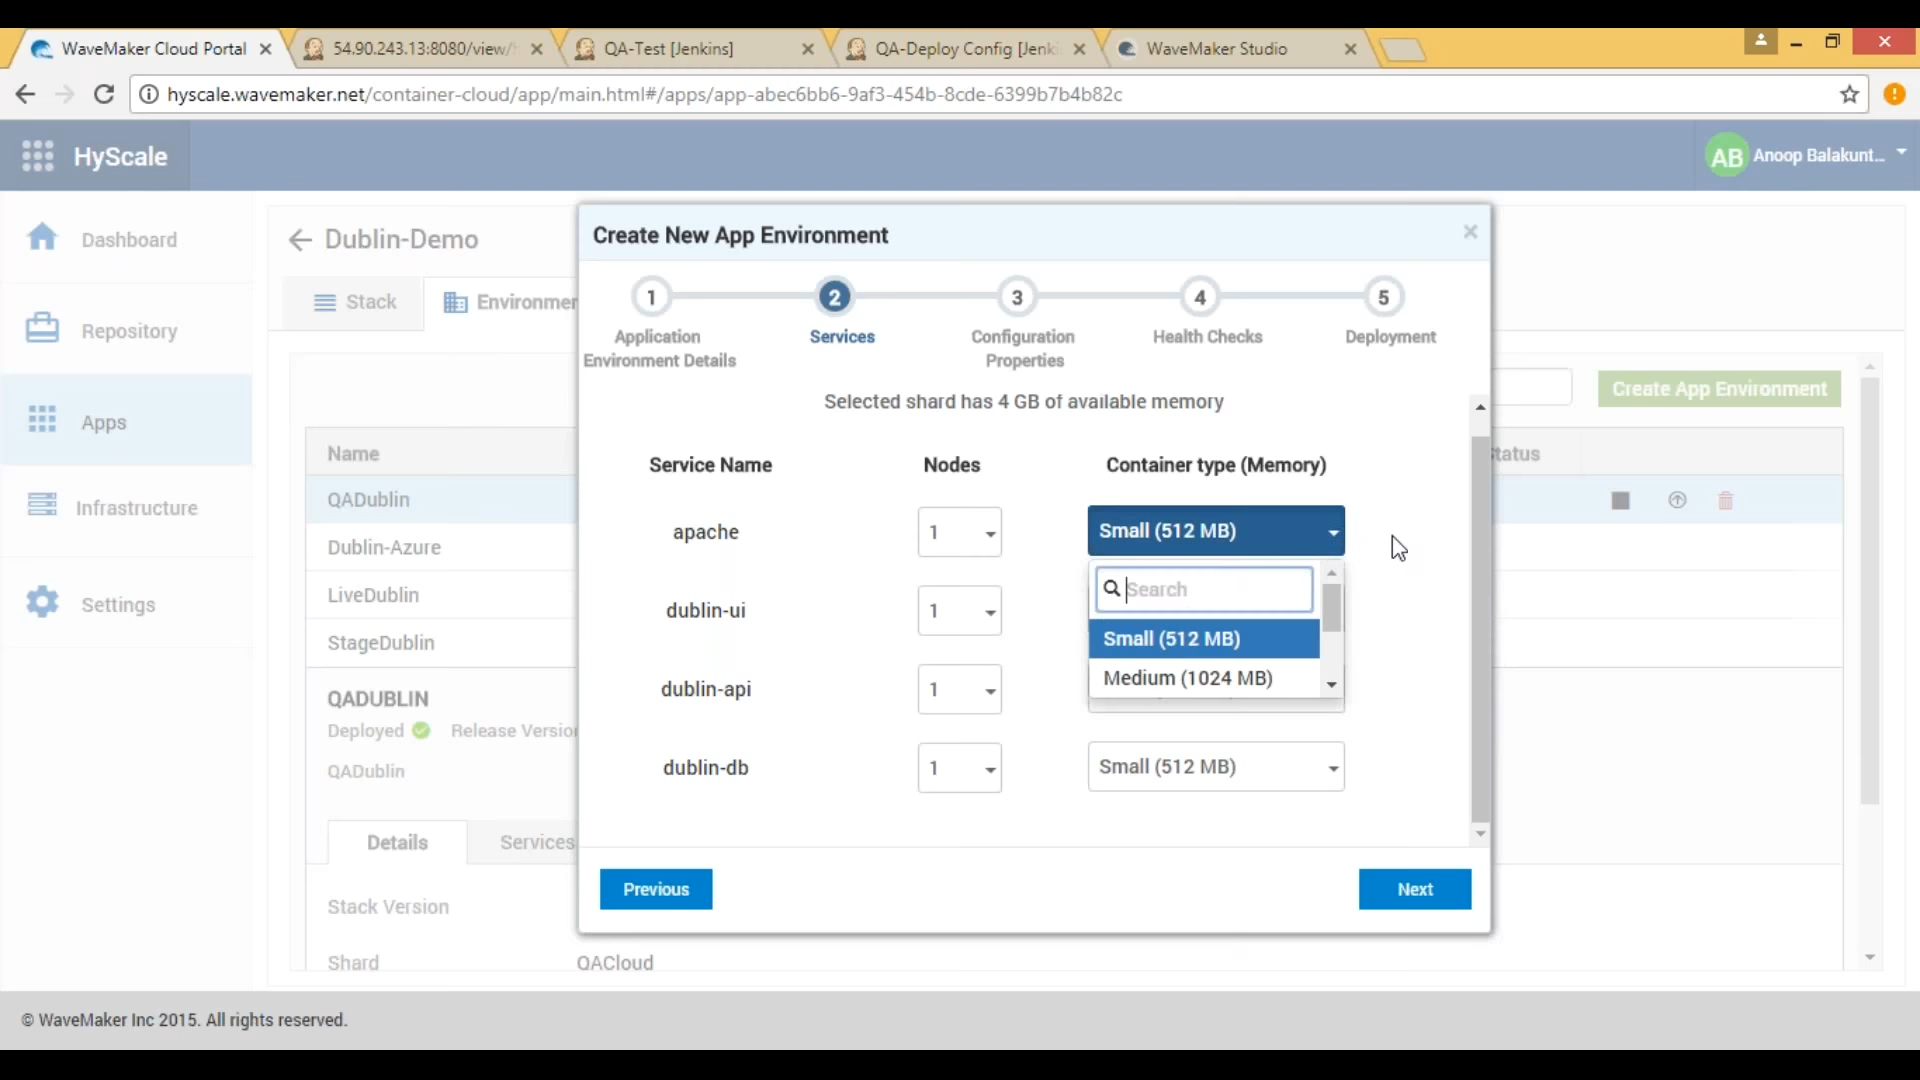 WaveMaker Cloud Portal
54.90.243.13:8080/view/
QA-Test [Jenkins]
QA-Deploy Config [Jenki
WaveMaker Studio
hyscale.wavemaker.net/container-cloud/app/main.html#/apps/app-abec6bb6-9af3-454b-8cde-6399b7b4b82c
HyScale
AB Anoop Balakunt...
Dashboard
Repository
Apps
Infrastructure
Settings
Dublin-Demo
Stack
Environmen
Create App Environment
Name
Status
QADublin
Dublin-Azure
LiveDublin
StageDublin
QADUBLIN
Deployed
Release Version
QADublin
Details
Services
Stack Version
Shard
QACloud
Create New App Environment
1
2
3
4
5
Application
Environment Details
Services
Configuration
Properties
Health Checks
Deployment
Selected shard has 4 GB of available memory
Service Name
Nodes
Container type (Memory)
apache
1
Small (512 MB)
Search
Small (512 MB)
Medium (1024 MB)
dublin-ui
1
dublin-api
1
dublin-db
1
Small (512 MB)
Previous
Next
© WaveMaker Inc 2015. All rights reserved.